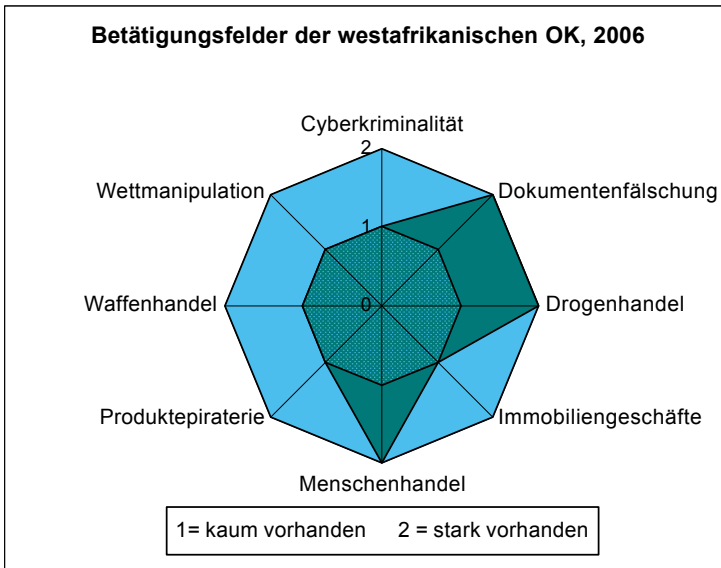 Betätigungsfelder der westafrikanischen OK, 2006
Cyberkriminalität
2
Wettmanipulation
Dokumentenfälschung
1
Waffenhandel
0
Drogenhandel
Produktepiraterie
Immobiliengeschäfte
Menschenhandel
1= kaum vorhanden 2 = stark vorhanden